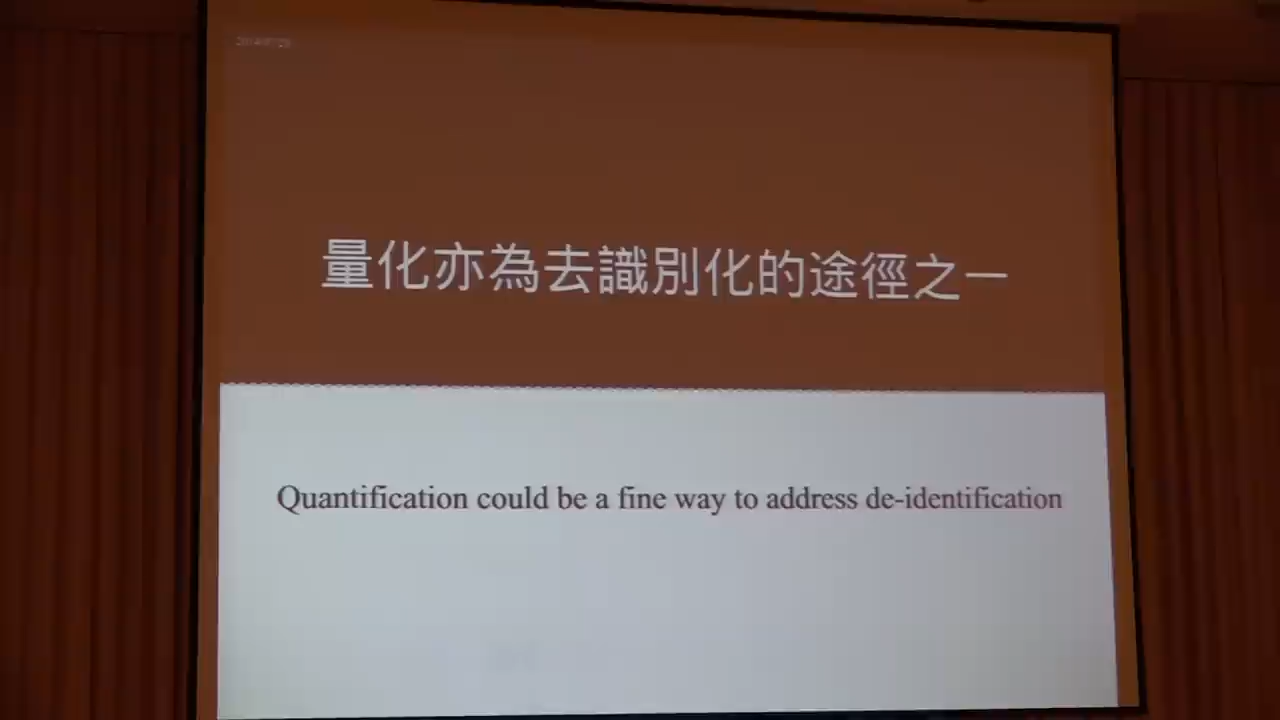 量化亦為去識別化的途徑之一
Quantification could be a fine way to address de-identification